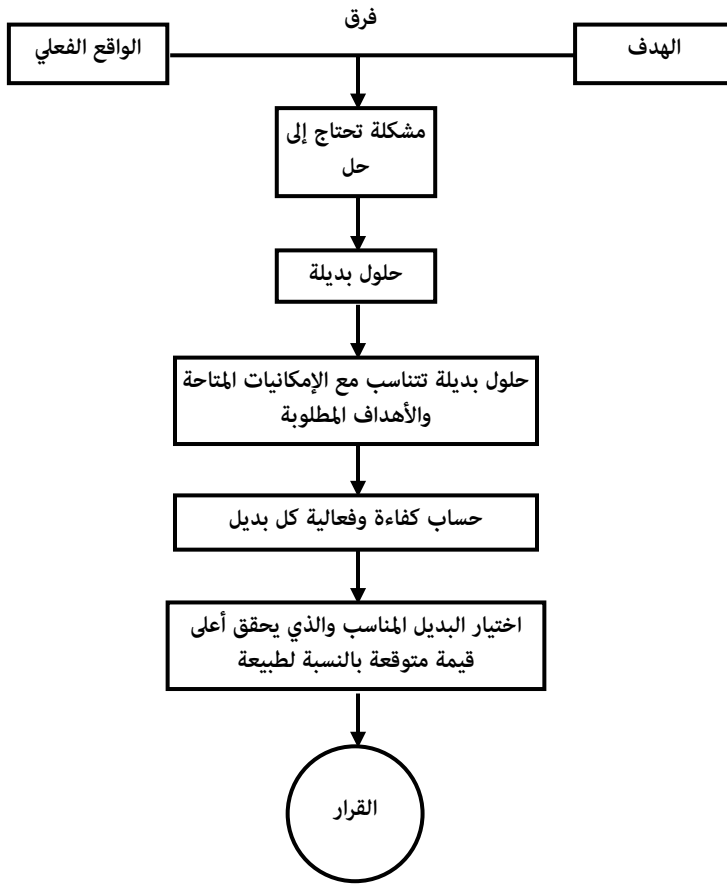 فرق
الهدف
الواقع الفعلي
مشكلة تحتاج إلى
حل
حلول بديلة
حلول بديلة تتناسب مع الإمكانيات المتاحة
والأهداف المطلوبة
حساب كفاءة وفعالية كل بديل
اختيار البديل المناسب والذي يحقق أعلى
قيمة متوقعة بالنسبة لطبيعة
القرار